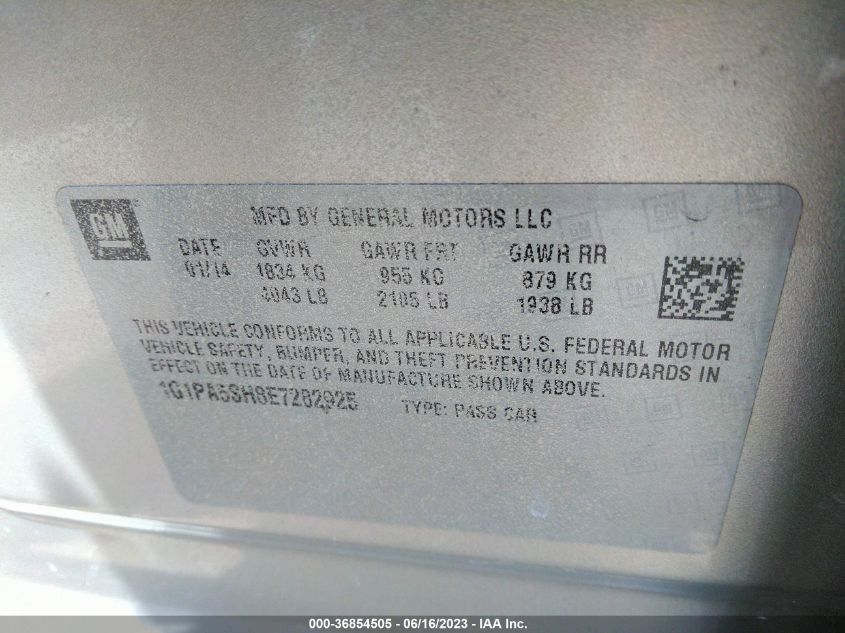 GM
MFD BY GENERAL MOTORS LLC
DATE GVWR GAWR FRT GAWR RR
01/14 1834 KG 955 KG 879 KG
4043 LB 2105 LB 1938 LB
THIS VEHICLE CONFORMS TO ALL APPLICABLE U.S. FEDERAL MOTOR
VEHICLE SAFETY, BUMPER, AND THEFT PREVENTION STANDARDS IN
EFFECT ON THE DATE OF MANUFACTURE SHOWN ABOVE.
1G1PA5SH8E7282925 TYPE: PASS CAR
000-36854505 - 06/16/2023 - IAA Inc.